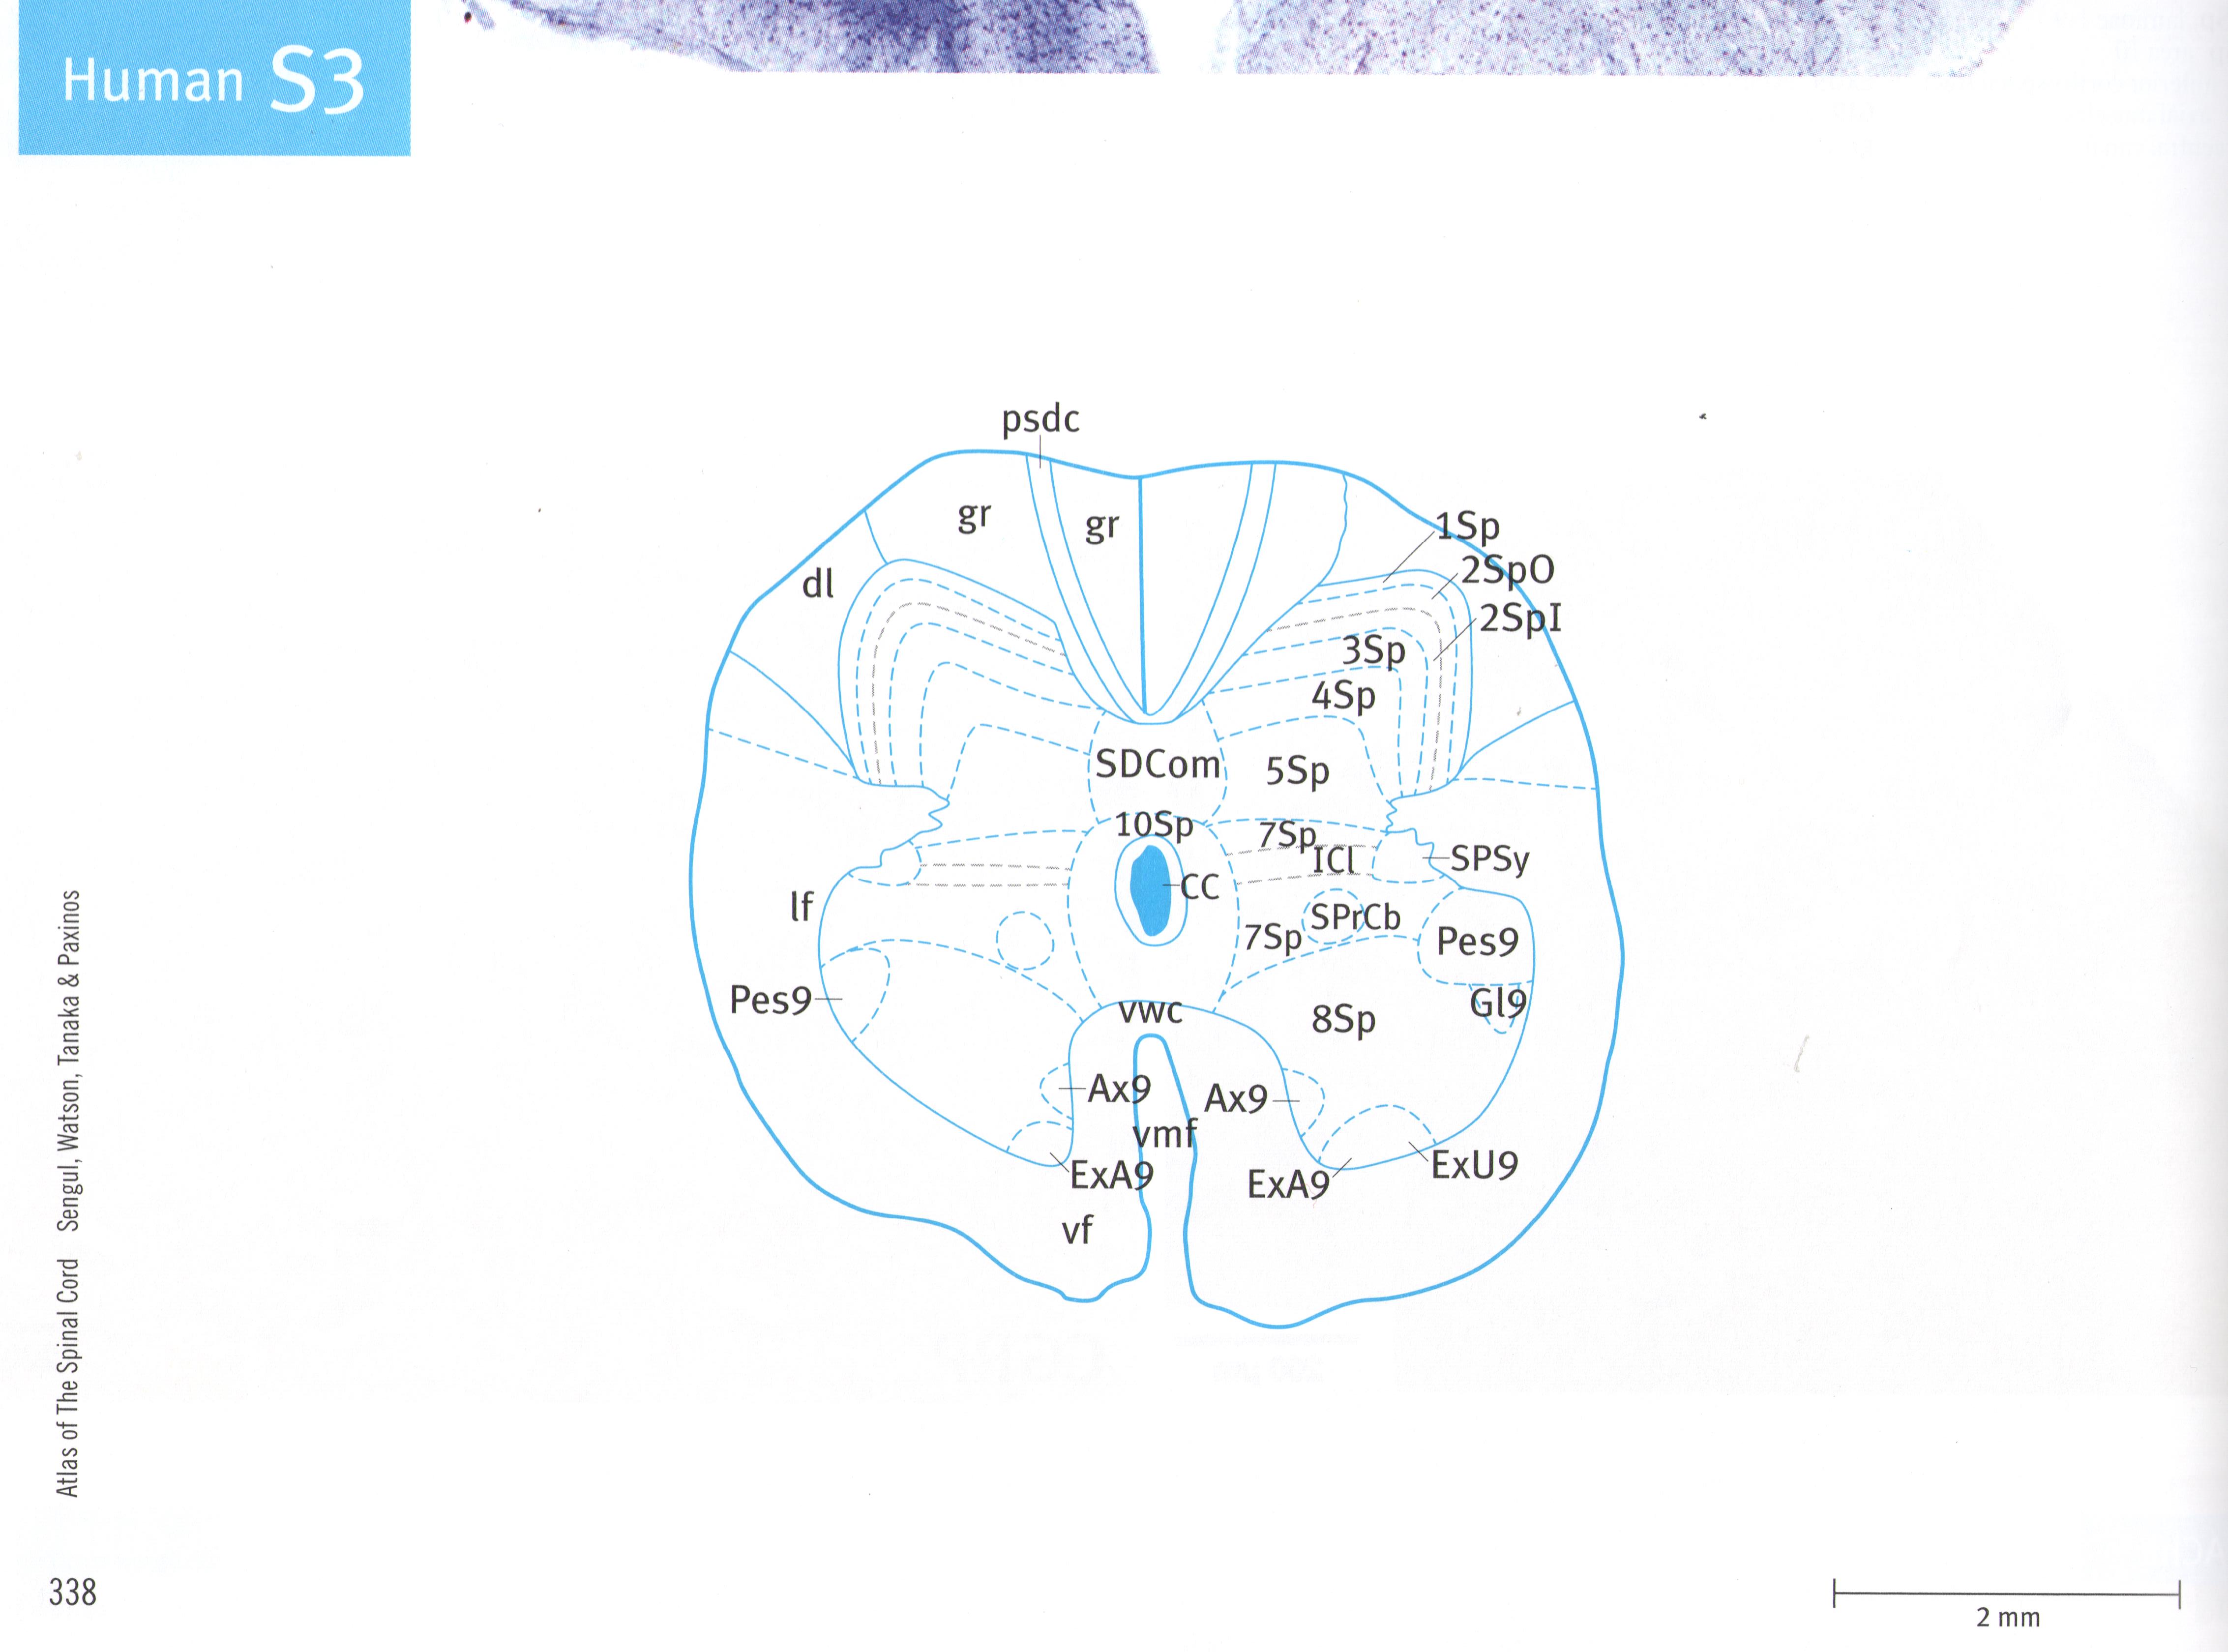 Human S3
psdc
gr
gr
1Sp
2SpO
dl
2SpI
3Sp
4Sp
SDCom
5Sp
10Sp
7Sp
ICl
SPSy
CC
lf
SPrCb
7Sp
Pes9
Pes9
Gl9
vwc
8Sp
Ax9
Ax9
vmf
ExA9
ExU9
ExA9
vf
Atlas of The Spinal Cord Sengul, Watson, Tanaka & Paxinos
338
2 mm